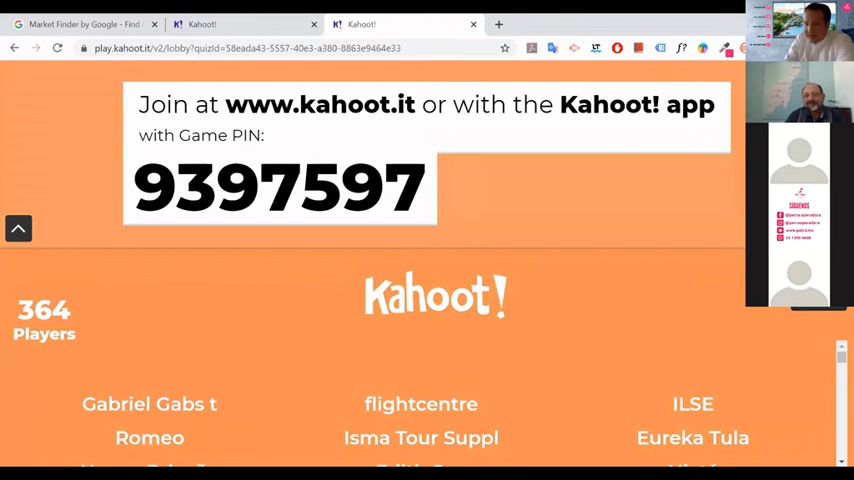 Market Finder by Google - Find
Kahoot!
Kahoot!
play.kahoot.it/v2/lobby?quizId=58eada43-5557-40e3-a380-8863e9464e33
Join at www.kahoot.it or with the Kahoot! app
with Game PIN:
9397597
Kahoot!
364
Players
Gabriel Gabs t
flightcentre
ILSE
Romeo
Isma Tour Suppl
Eureka Tula
SÍGUENOS